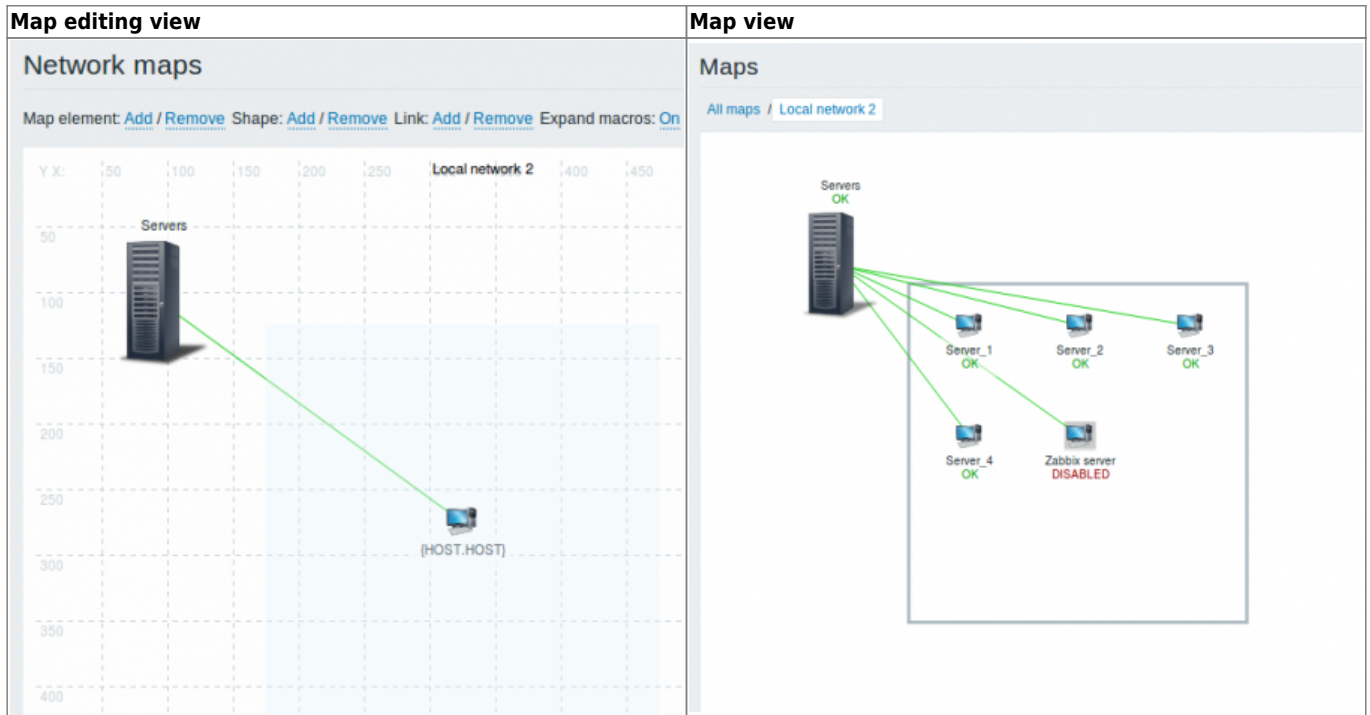 Map editing view
Map view
Network maps
Map element: Add / Remove Shape: Add / Remove Link: Add / Remove Expand macros: On
Y X: 50 100 150 200 250 Local network 2 400 450
Servers
50
100
150
200
250
{HOST.HOST}
300
350
400
Maps
All maps / Local network 2
Servers
OK
Server_1 Server_2 Server_3
OK OK OK
Server_4 Zabbix server
OK DISABLED